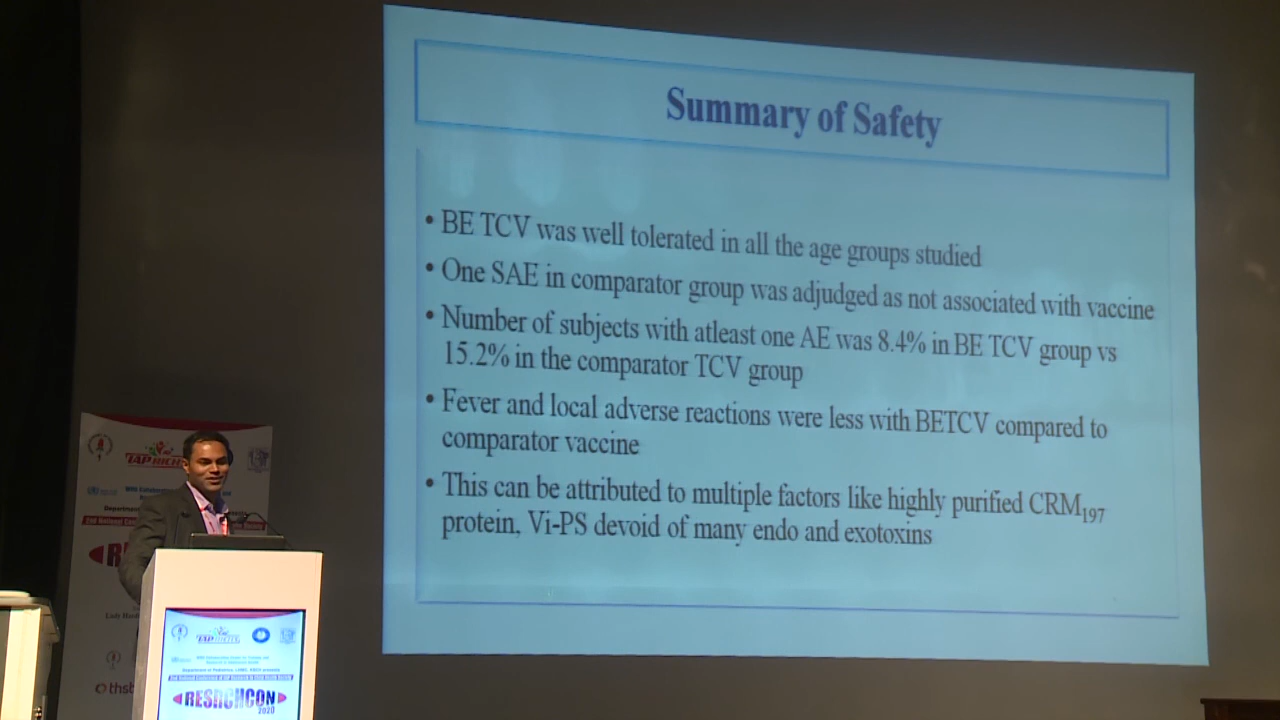 Summary of Safety
• BE TCV was well tolerated in all the age groups studied
• One SAE in comparator group was adjudged as not associated with vaccine
• Number of subjects with atleast one AE was 8.4% in BE TCV group vs
15.2% in the comparator TCV group
• Fever and local adverse reactions were less with BETCV compared to
comparator vaccine
• This can be attributed to multiple factors like highly purified CRM197
protein, Vi-PS devoid of many endo and exotoxins
Department of Pediatrics,
RESRCHCON
2020